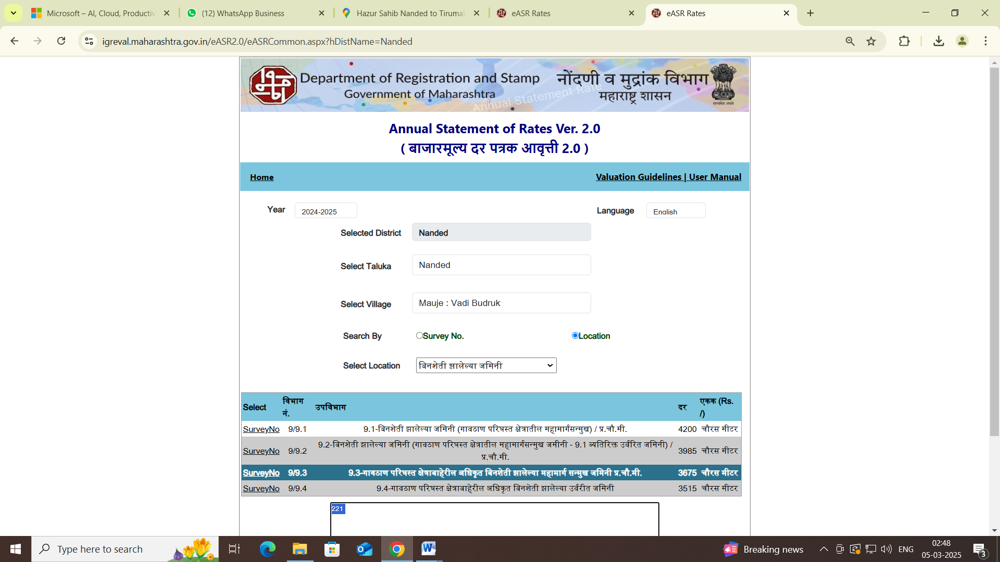 Microsoft – AI, Cloud, Productiv
(12) WhatsApp Business
Hazur Sahib Nanded to Tirumal
eASR Rates
eASR Rates
igreval.maharashtra.gov.in/eASR2.0/eASRCommon.aspx?hDistName=Nanded
Department of Registration and Stamp
Government of Maharashtra
Annual Statement Rate
नोंदणी व मुद्रांक विभाग
महाराष्ट्र शासन
सत्यमेव जयते
Annual Statement of Rates Ver. 2.0
( बाजारमूल्य दर पत्रक आवृत्ती 2.0 )
Home
Valuation Guidelines | User Manual
Year 2024-2025
Language English
Selected District Nanded
Select Taluka Nanded
Select Village Mauje : Vadi Budruk
Search By Survey No. Location
Select Location बिनशेती झालेल्या जमिनी
Select विभाग नं. उपविभाग दर एकक (Rs. /)
SurveyNo 9/9.1 9.1-बिनशेती झालेल्या जमिनी (गावठाण परिघस्त क्षेत्रातील महामार्गसन्मुख) / प्र.चौ.मी. 4200 चौरस मीटर
SurveyNo 9/9.2 9.2-बिनशेती झालेल्या जमिनी (गावठाण परिघस्त क्षेत्रातील महामार्गसन्मुख जमीनी - 9.1 व्यतिरिक्त उर्वरित जमिनी) / प्र.चौ.मी. 3985 चौरस मीटर
SurveyNo 9/9.3 9.3-गावठाण परिघस्त क्षेत्राबाहेरील अधिकृत बिनशेती झालेल्या महामार्ग सन्मुख जमिनी प्र.चौ.मी. 3675 चौरस मीटर
SurveyNo 9/9.4 9.4-गावठाण परिघस्त क्षेत्राबाहेरील अधिकृत बिनशेती झालेल्या उर्वरीत जमिनी 3515 चौरस मीटर
221
Type here to search
Breaking news
ENG
02:48
05-03-2025
3